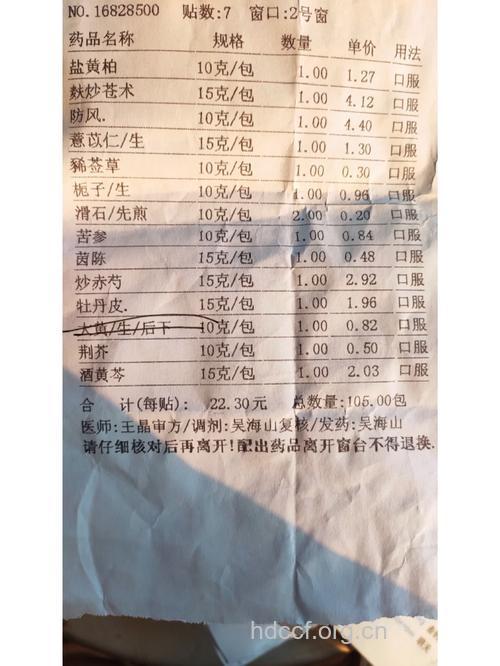 NO.16828500 贴数:7 窗口:2号窗
药品名称 规格 数量 单价 用法
盐黄柏 10克/包 1.00 1.27 口服
麸炒苍术 15克/包 1.00 4.12 口服
防风. 10克/包 1.00 4.40 口服
薏苡仁/生 15克/包 1.00 1.30 口服
豨莶草 10克/包 1.00 0.30 口服
栀子/生 10克/包 1.00 0.96 口服
滑石/先煎 10克/包 2.00 0.20 口服
苦参 10克/包 1.00 0.84 口服
茵陈 10克/包 1.00 0.48 口服
炒赤芍 15克/包 1.00 2.92 口服
牡丹皮. 15克/包 1.00 1.96 口服
大黄/生/后下 10克/包 1.00 0.82 口服
荆芥 10克/包 1.00 0.50 口服
酒黄芩 15克/包 1.00 2.03 口服
合 计(每贴): 22.30元 总数量:105.00包
医师:王晶审方/调剂:吴海山复核/发药:吴海山
请仔细核对后再离开!配出药品离开窗台不得退换.
hdccf.org.cn